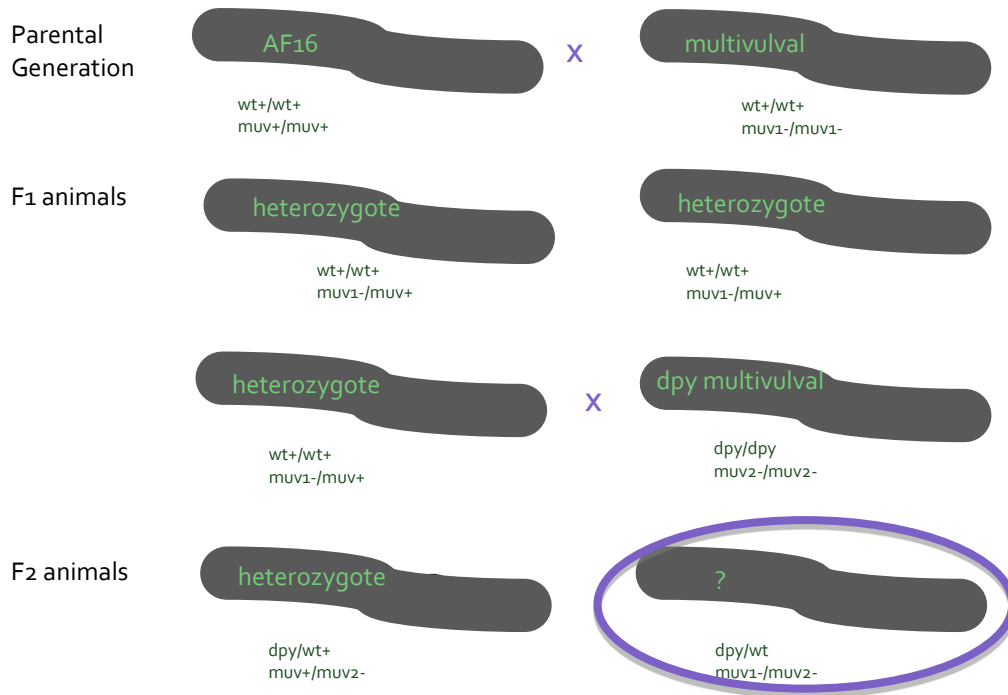 Parental
Generation
AF16
x
multivulval
wt+/wt+
muv+/muv+
wt+/wt+
muv1-/muv1-
F1 animals
heterozygote
heterozygote
wt+/wt+
muv1-/muv+
wt+/wt+
muv1-/muv+
heterozygote
x
dpy multivulval
wt+/wt+
muv1-/muv+
dpy/dpy
muv2-/muv2-
F2 animals
heterozygote
?
dpy/wt+
muv+/muv2-
dpy/wt
muv1-/muv2-